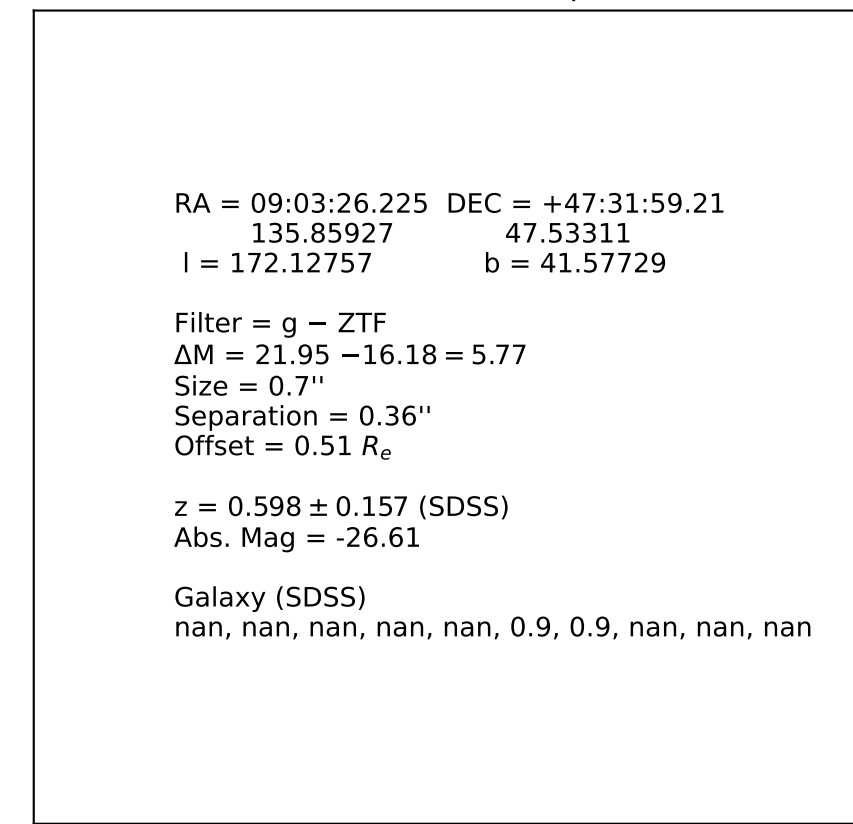 RA = 09:03:26.225 DEC = +47:31:59.21
135.85927 47.53311
l = 172.12757 b = 41.57729
Filter = g − ZTF
ΔM = 21.95 −16.18 = 5.77
Size = 0.7''
Separation = 0.36''
Offset = 0.51 Rₑ
z = 0.598 ± 0.157 (SDSS)
Abs. Mag = -26.61
Galaxy (SDSS)
nan, nan, nan, nan, nan, 0.9, 0.9, nan, nan, nan